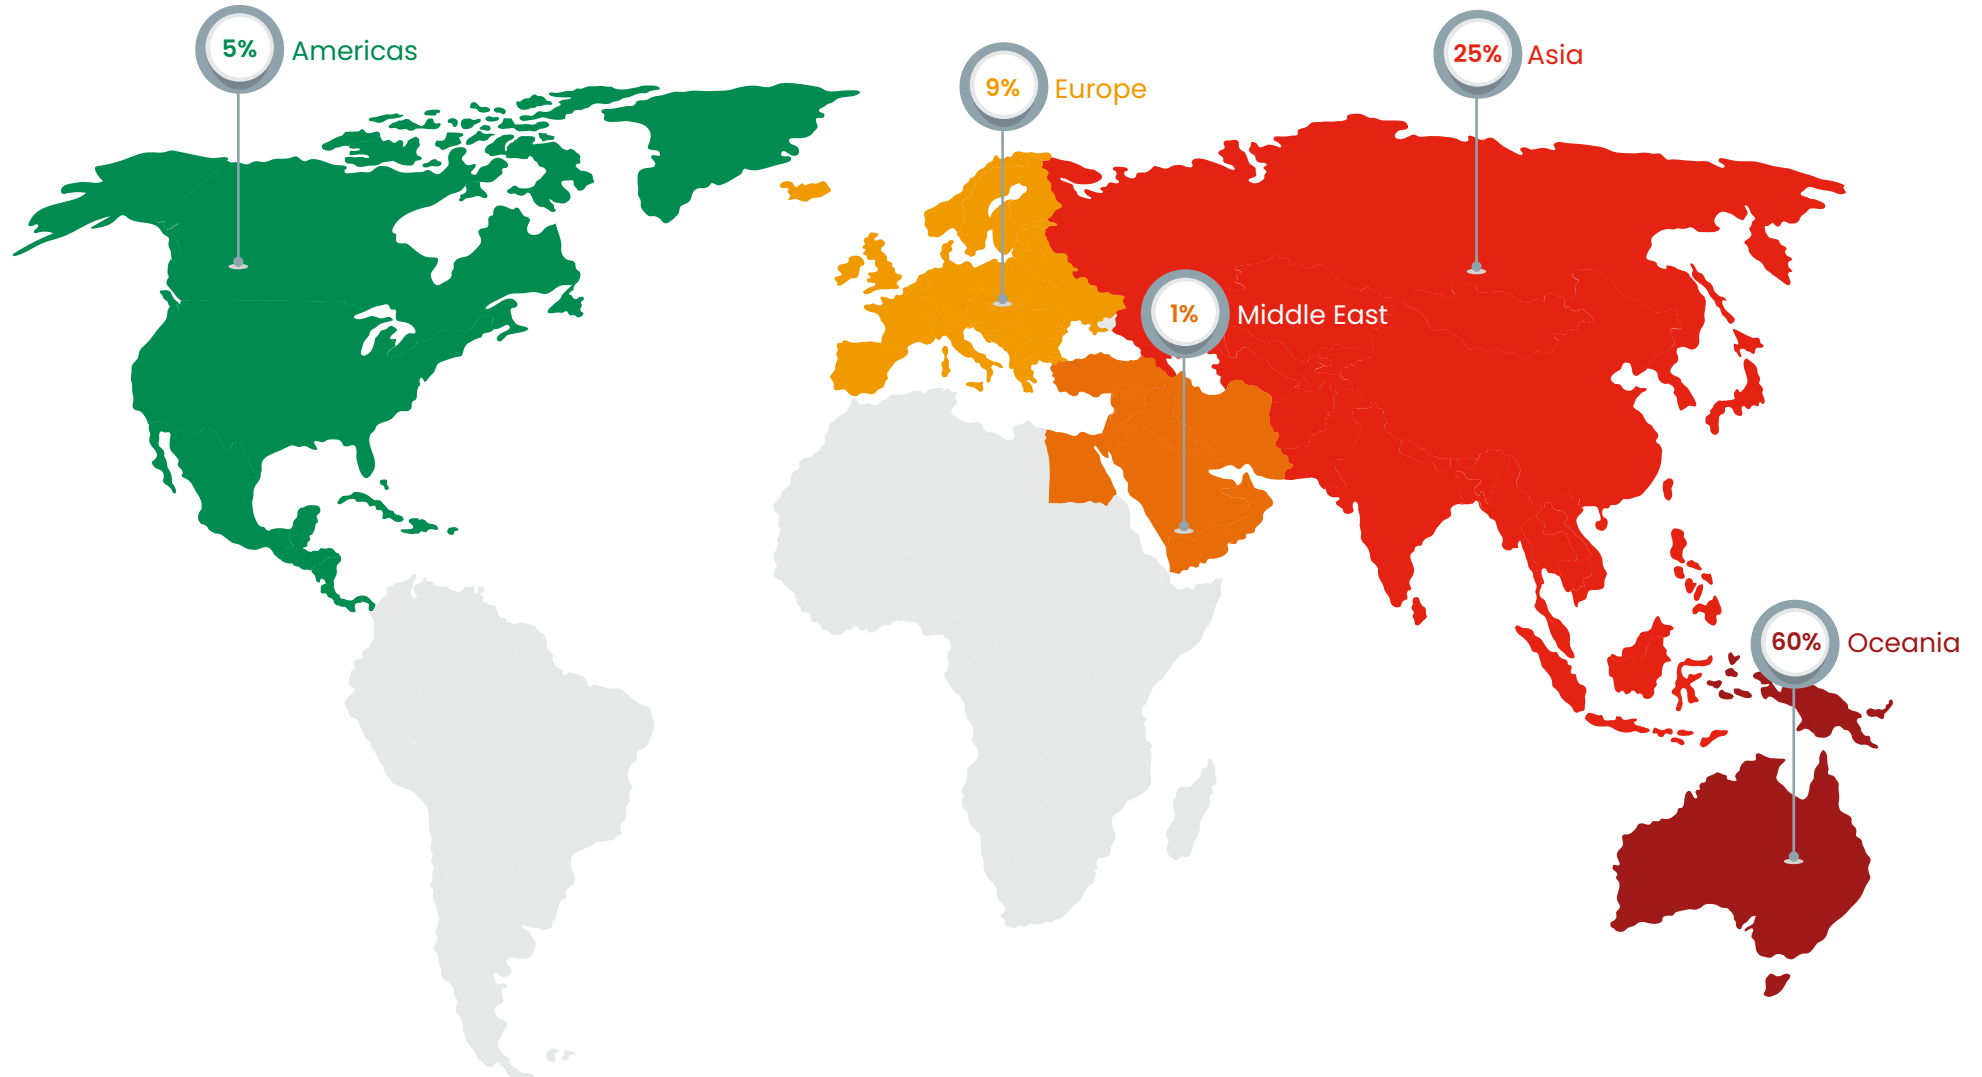 5% Americas
9% Europe
25% Asia
1% Middle East
60% Oceania